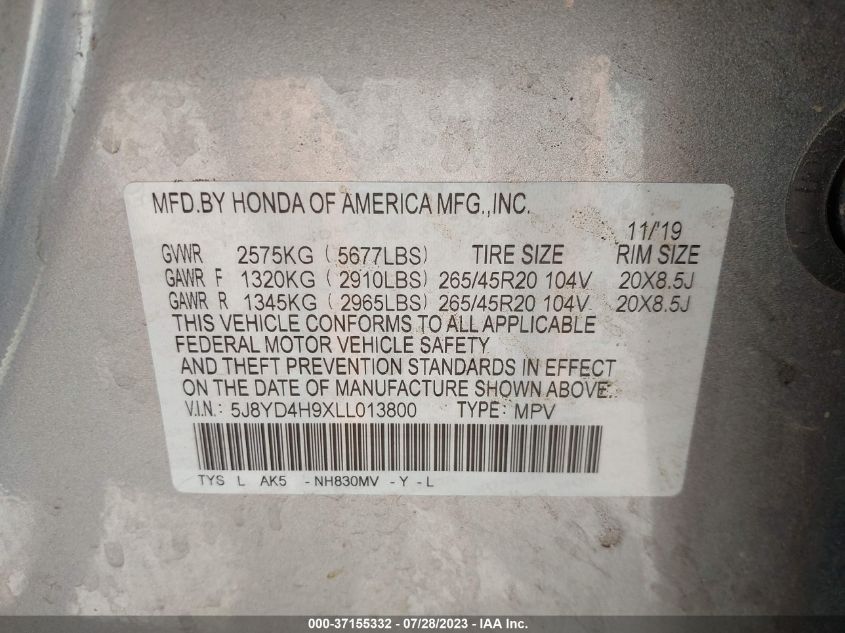 MFD.BY HONDA OF AMERICA MFG.,INC.
11/'19
GVWR 2575KG ( 5677LBS) TIRE SIZE RIM SIZE
GAWR F 1320KG ( 2910LBS) 265/45R20 104V 20X8.5J
GAWR R 1345KG ( 2965LBS) 265/45R20 104V 20X8.5J
THIS VEHICLE CONFORMS TO ALL APPLICABLE
FEDERAL MOTOR VEHICLE SAFETY
AND THEFT PREVENTION STANDARDS IN EFFECT
ON THE DATE OF MANUFACTURE SHOWN ABOVE.
V.I.N.: 5J8YD4H9XLL013800 TYPE: MPV
TYS L AK5 -NH830MV -Y -L
000-37155332 - 07/28/2023 - IAA Inc.